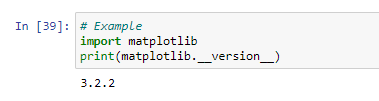 In [39]: # Example
import matplotlib
print(matplotlib.__version__)
3.2.2